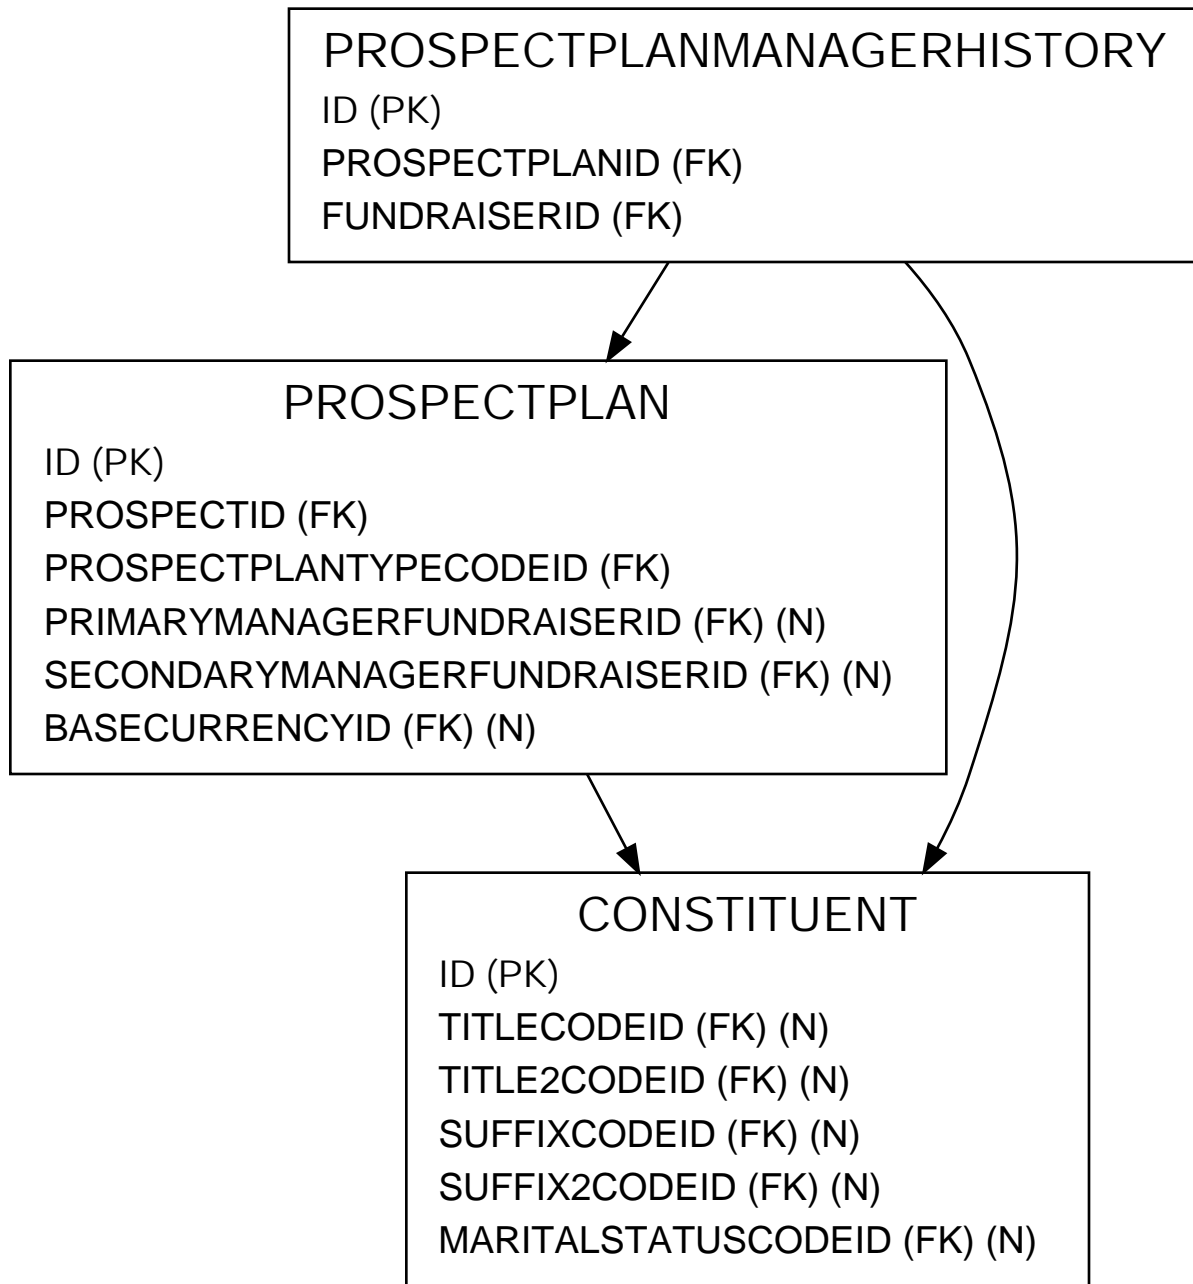 PROSPECTPLANMANAGERHISTORY
ID (PK)
PROSPECTPLANID (FK)
FUNDRAISERID (FK)
PROSPECTPLAN
ID (PK)
PROSPECTID (FK)
PROSPECTPLANTYPECODEID (FK)
PRIMARYMANAGERFUNDRAISERID (FK) (N)
SECONDARYMANAGERFUNDRAISERID (FK) (N)
BASECURRENCYID (FK) (N)
CONSTITUENT
ID (PK)
TITLECODEID (FK) (N)
TITLE2CODEID (FK) (N)
SUFFIXCODEID (FK) (N)
SUFFIX2CODEID (FK) (N)
MARITALSTATUSCODEID (FK) (N)